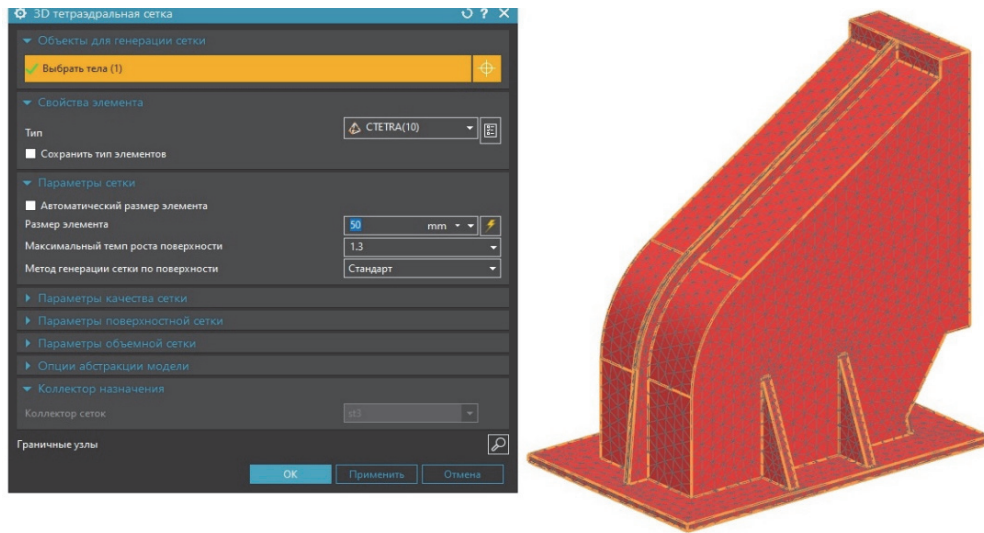 3D тетраэдральная сетка
Объекты для генерации сетки
Выбрать тела (1)
Свойства элемента
Тип CTETRA(10)
Сохранить тип элементов
Параметры сетки
Автоматический размер элемента
Размер элемента 50 mm
Максимальный темп роста поверхности 1.3
Метод генерации сетки по поверхности Стандарт
Параметры качества сетки
Параметры поверхностной сетки
Параметры объемной сетки
Опции абстракции модели
Коллектор назначения
Коллектор сеток st3
Граничные узлы
ОК Применить Отмена